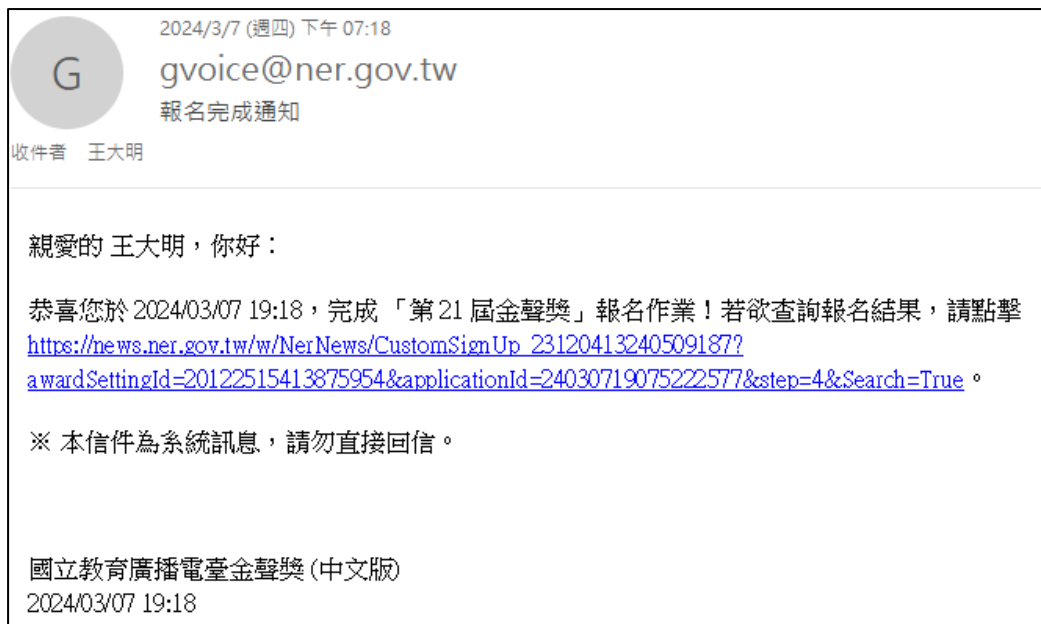 2024/3/7 (週四) 下午 07:18
G
gvoice@ner.gov.tw
報名完成通知
收件者 王大明
親愛的 王大明，你好：
恭喜您於 2024/03/07 19:18，完成 「第 21 屆金聲獎」報名作業！若欲查詢報名結果，請點擊
https://news.ner.gov.tw/w/NerNews/CustomSignUp_23120413240509187?
awardSettingId=20122515413875954&applicationId=24030719075222577&step=4&Search=True。
※ 本信件為系統訊息，請勿直接回信。
國立教育廣播電臺金聲獎 (中文版)
2024/03/07 19:18